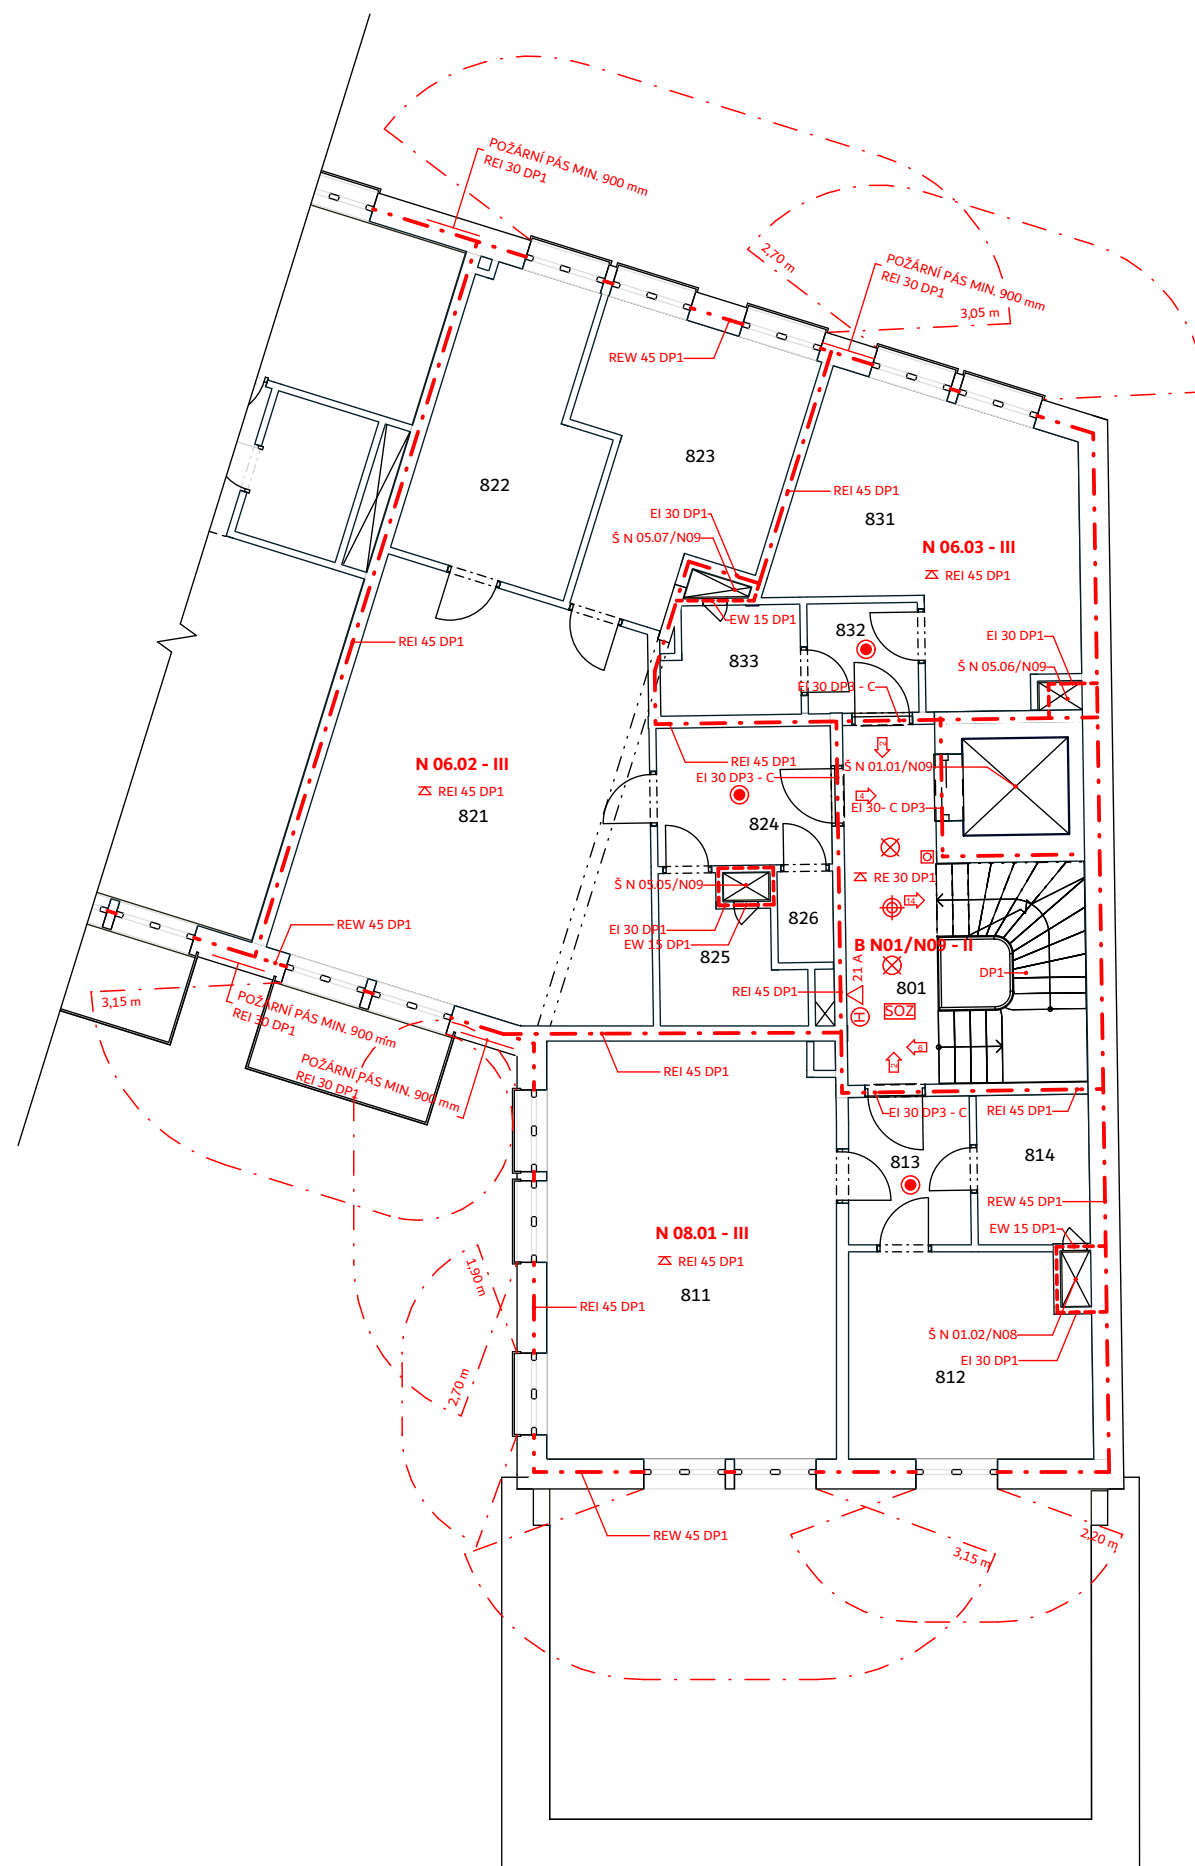 POŽÁRNÍ PÁS MIN. 900 mm
REI 30 DP1
2,70 m
POŽÁRNÍ PÁS MIN. 900 mm
REI 30 DP1
3,05 m
REW 45 DP1
823
822
REI 45 DP1
831
EI 30 DP1
Š N 05.07/N09
N 06.03 - III
REI 45 DP1
EW 15 DP1
832
EI 30 DP1
REI 45 DP1
833
Š N 05.06/N09
EI 30 DP3 - C
2
N 06.02 - III
REI 45 DP1
Š N 01.01/N09
EI 30 DP3 - C
REI 45 DP1
4
821
824
EI 30- C DP3
RE 30 DP1
Š N 05.05/N09
14
826
REW 45 DP1
EI 30 DP1
EW 15 DP1
825
B N01/N09 - II
21 A
DP1
REI 45 DP1
801
3,15 m
H
SOZ
POŽÁRNÍ PÁS MIN. 900 mm
REI 30 DP1
6
2
POŽÁRNÍ PÁS MIN. 900 mm
REI 30 DP1
REI 45 DP1
EI 30 DP3 - C
REI 45 DP1
813
814
REW 45 DP1
N 08.01 - III
EW 15 DP1
REI 45 DP1
1,90 m
811
REI 45 DP1
Š N 01.02/N08
EI 30 DP1
812
2,70 m
REW 45 DP1
3,15 m
2,20 m